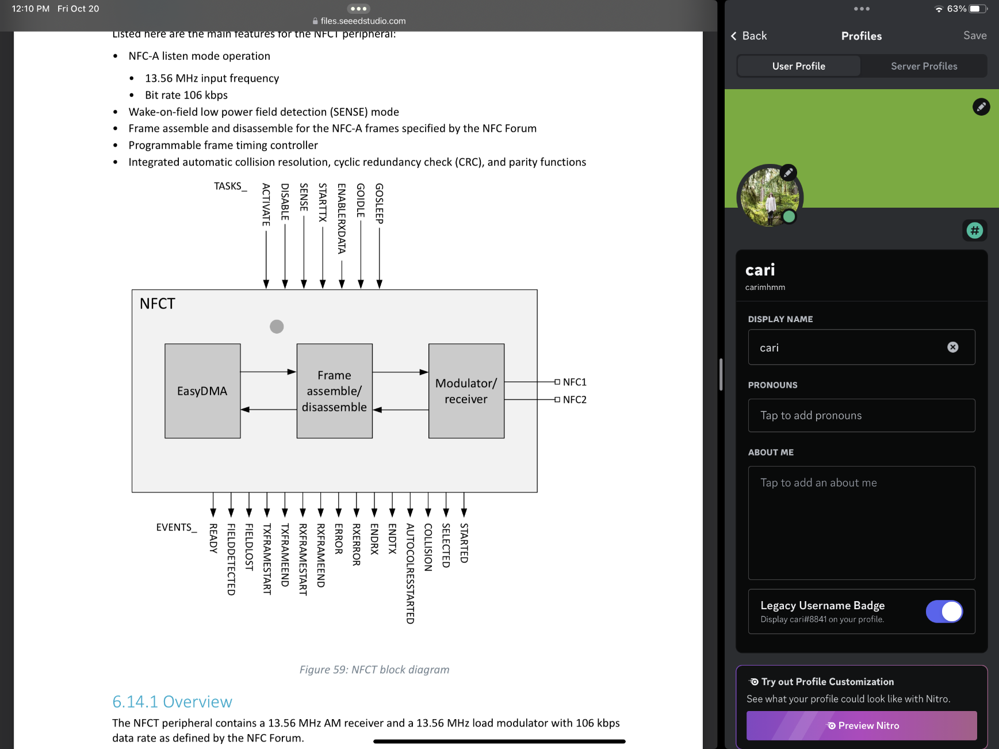 12:10 PM Fri Oct 20
files.seeedstudio.com
Listed here are the main features for the NFCT peripheral:
• NFC-A listen mode operation
• 13.56 MHz input frequency
• Bit rate 106 kbps
• Wake-on-field low power field detection (SENSE) mode
• Frame assemble and disassemble for the NFC-A frames specified by the NFC Forum
• Programmable frame timing controller
• Integrated automatic collision resolution, cyclic redundancy check (CRC), and parity functions
TASKS_
ACTIVATE
DISABLE
SENSE
STARTTX
ENABLERXDATA
GOIDLE
GOSLEEP
NFCT
EasyDMA
Frame
assemble/
disassemble
Modulator/
receiver
NFC1
NFC2
EVENTS_
READY
FIELDDETECTED
FIELDLOST
TXFRAMESTART
TXFRAMEEND
RXFRAMESTART
RXFRAMEEND
ERROR
RXERROR
ENDRX
ENDTX
AUTOCOLRESSTARTED
COLLISION
SELECTED
STARTED
Figure 59: NFCT block diagram
6.14.1 Overview
The NFCT peripheral contains a 13.56 MHz AM receiver and a 13.56 MHz load modulator with 106 kbps
data rate as defined by the NFC Forum.
63%
Back
Profiles
Save
User Profile
Server Profiles
#
cari
carimhmm
DISPLAY NAME
cari
PRONOUNS
Tap to add pronouns
ABOUT ME
Tap to add an about me
Legacy Username Badge
Display cari#8841 on your profile.
Try out Profile Customization
See what your profile could look like with Nitro.
Preview Nitro